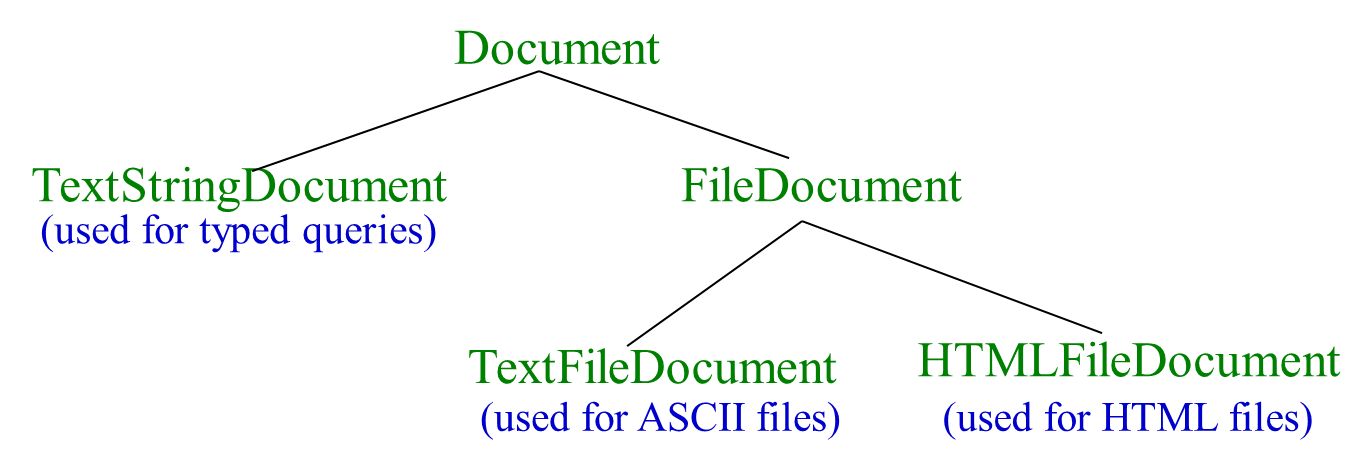 Document
TextStringDocument
(used for typed queries)
FileDocument
TextFileDocument
(used for ASCII files)
HTMLFileDocument
(used for HTML files)